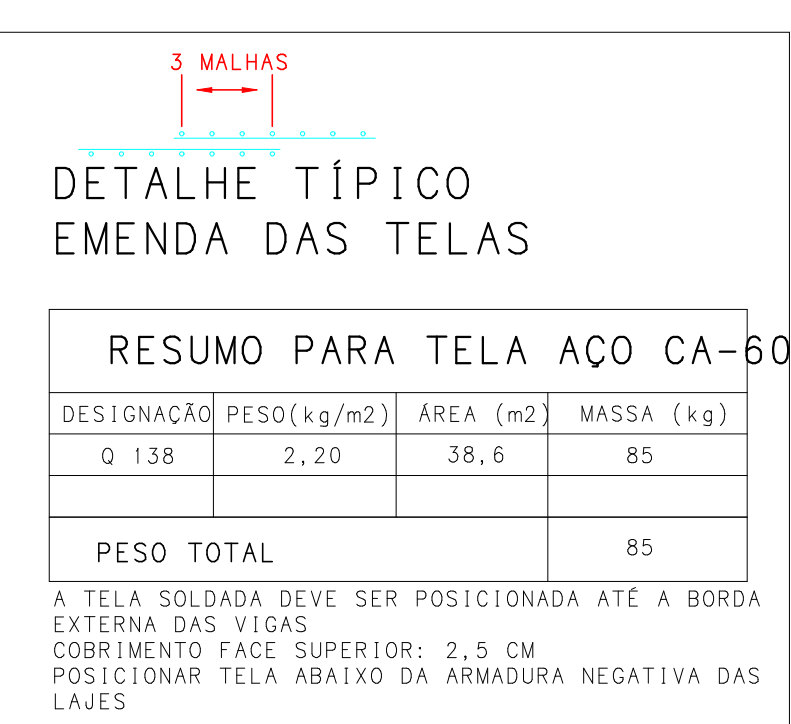 3 MALHAS
DETALHE TÍPICO
EMENDA DAS TELAS
RESUMO PARA TELA AÇO CA-60
DESIGNAÇÃO PESO(kg/m2) ÁREA (m2) MASSA (kg)
Q 138 2,20 38,6 85
PESO TOTAL 85
A TELA SOLDADA DEVE SER POSICIONADA ATÉ A BORDA
EXTERNA DAS VIGAS
COBRIMENTO FACE SUPERIOR: 2,5 CM
POSICIONAR TELA ABAIXO DA ARMADURA NEGATIVA DAS
LAJES